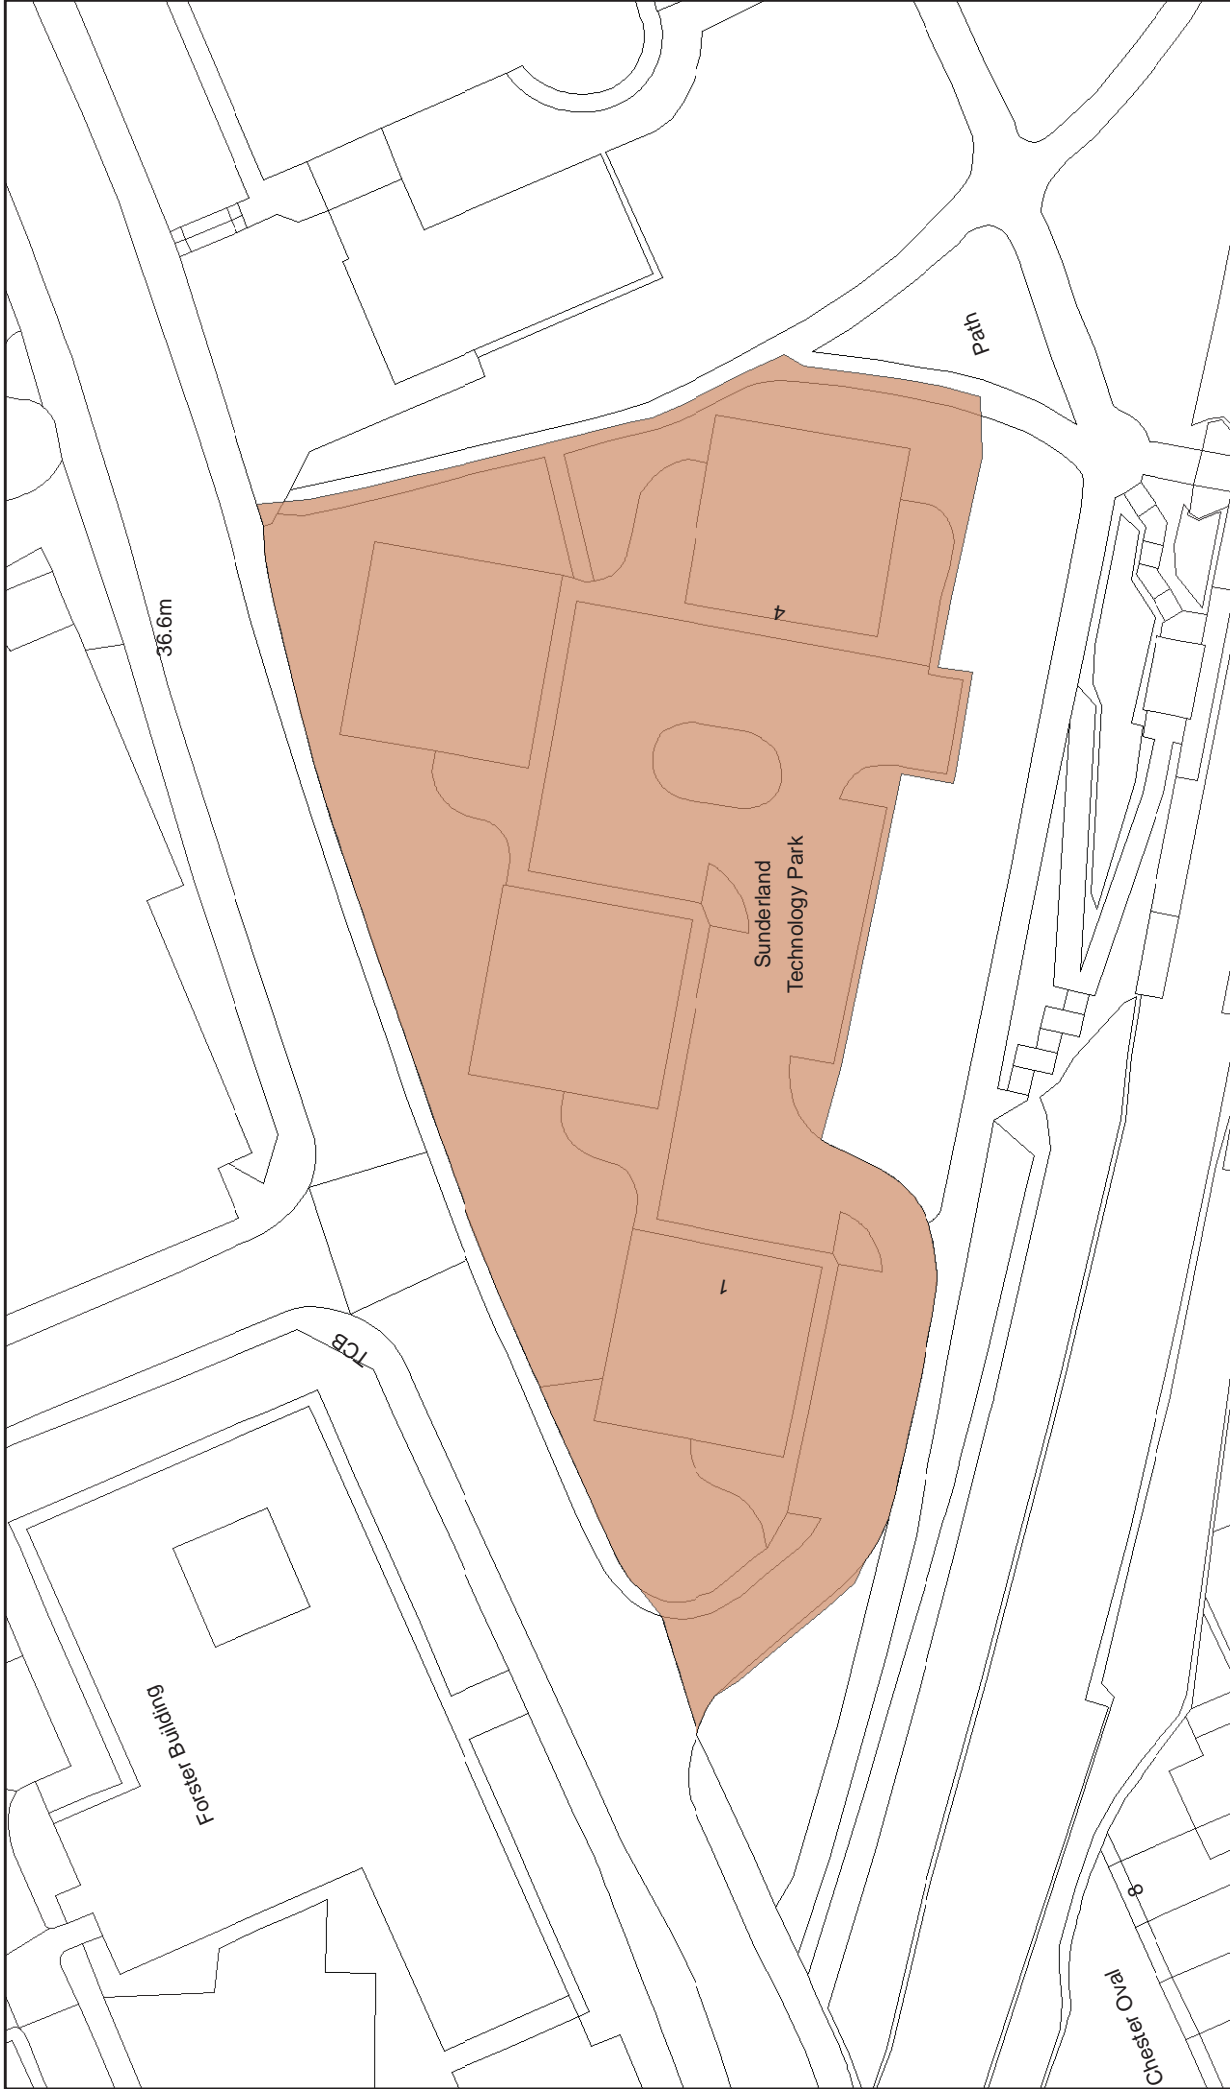 36.6m
Path
4
Sunderland
Technology Park
1
TCB
Forster Building
8
Chester Oval